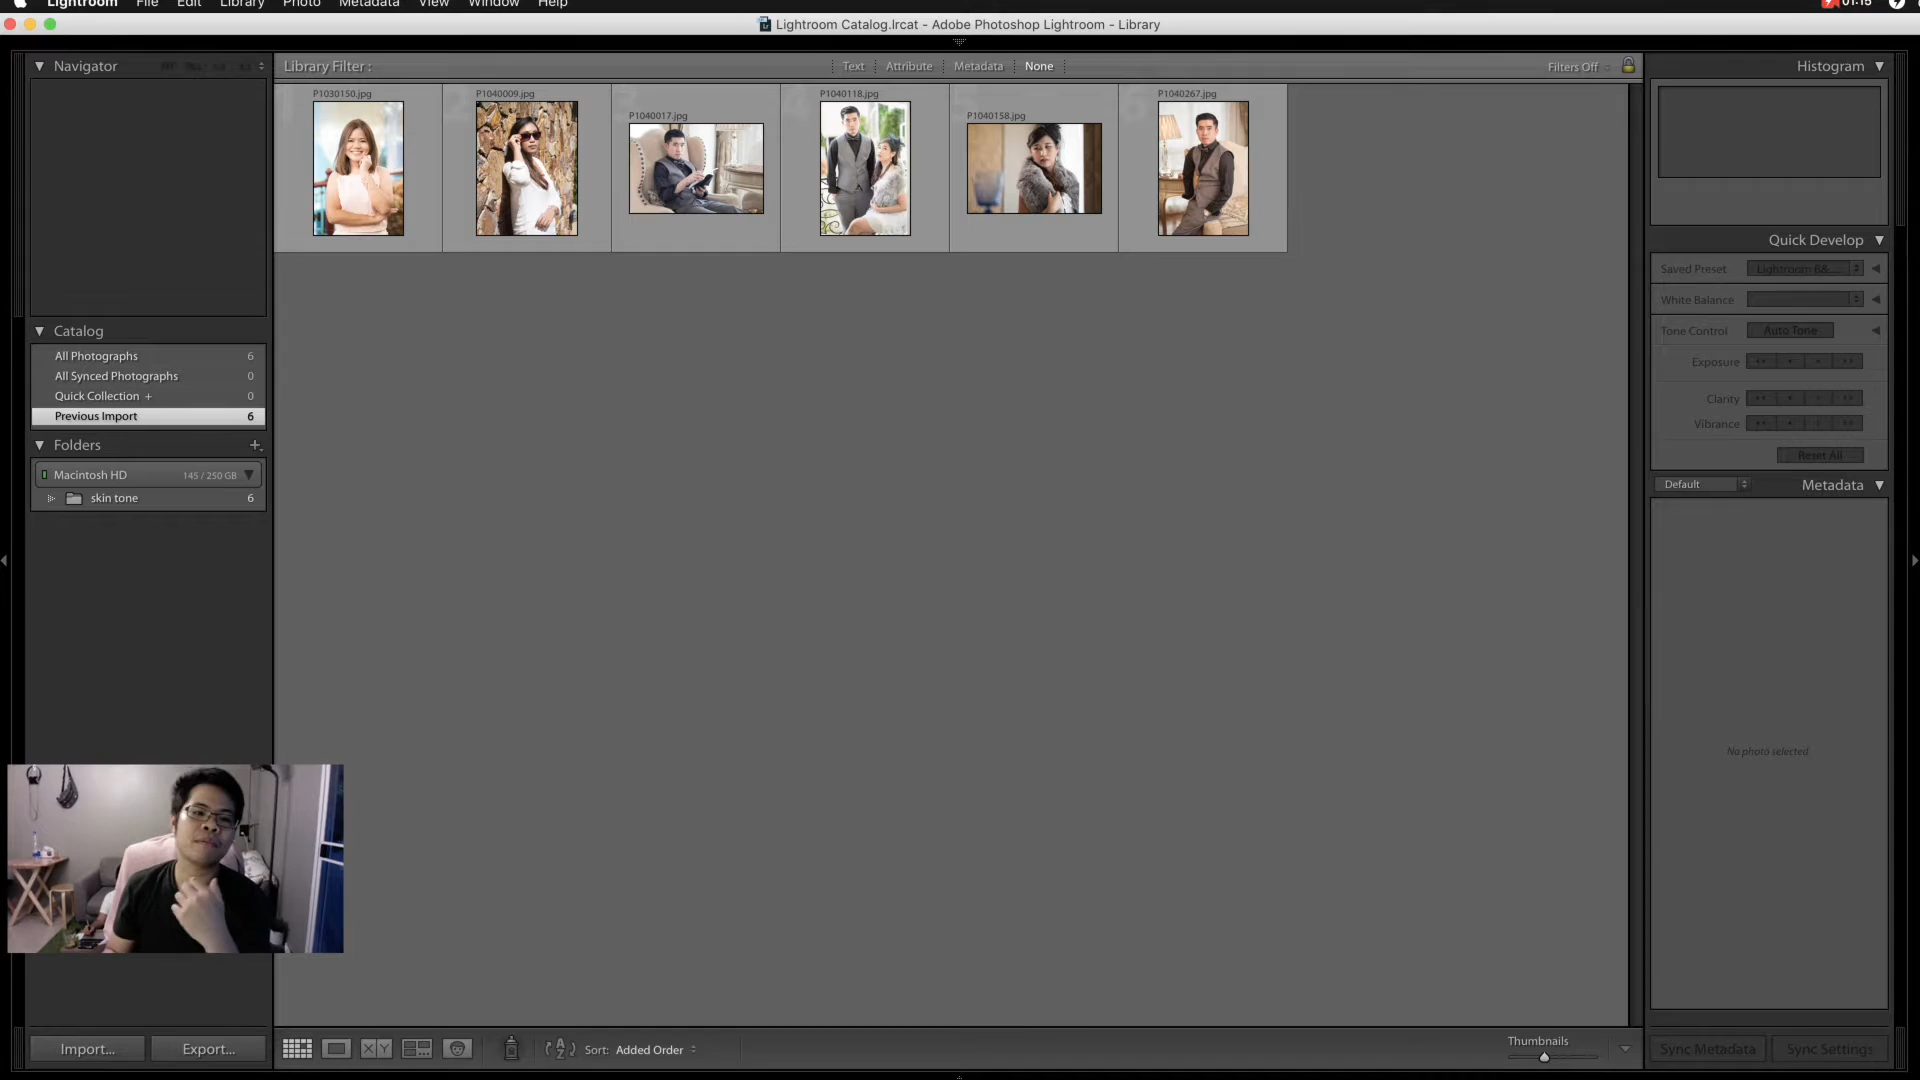 Lightroom File Edit Library Photo Metadata View Window Help 01:15
Lightroom Catalog.lrcat - Adobe Photoshop Lightroom - Library
Navigator
Library Filter : Text Attribute Metadata None Filters Off
Histogram
P1030150.jpg P1040009.jpg P1040017.jpg P1040118.jpg P1040158.jpg P1040267.jpg
Quick Develop
Saved Preset Lightroom B&...
White Balance
Tone Control Auto Tone
Exposure
Clarity
Vibrance
Reset All
Default Metadata
No photo selected
Catalog
All Photographs 6
All Synced Photographs 0
Quick Collection + 0
Previous Import 6
Folders +
Macintosh HD 145 / 250 GB
skin tone 6
Import... Export...
Sort: Added Order
Thumbnails
Sync Metadata Sync Settings